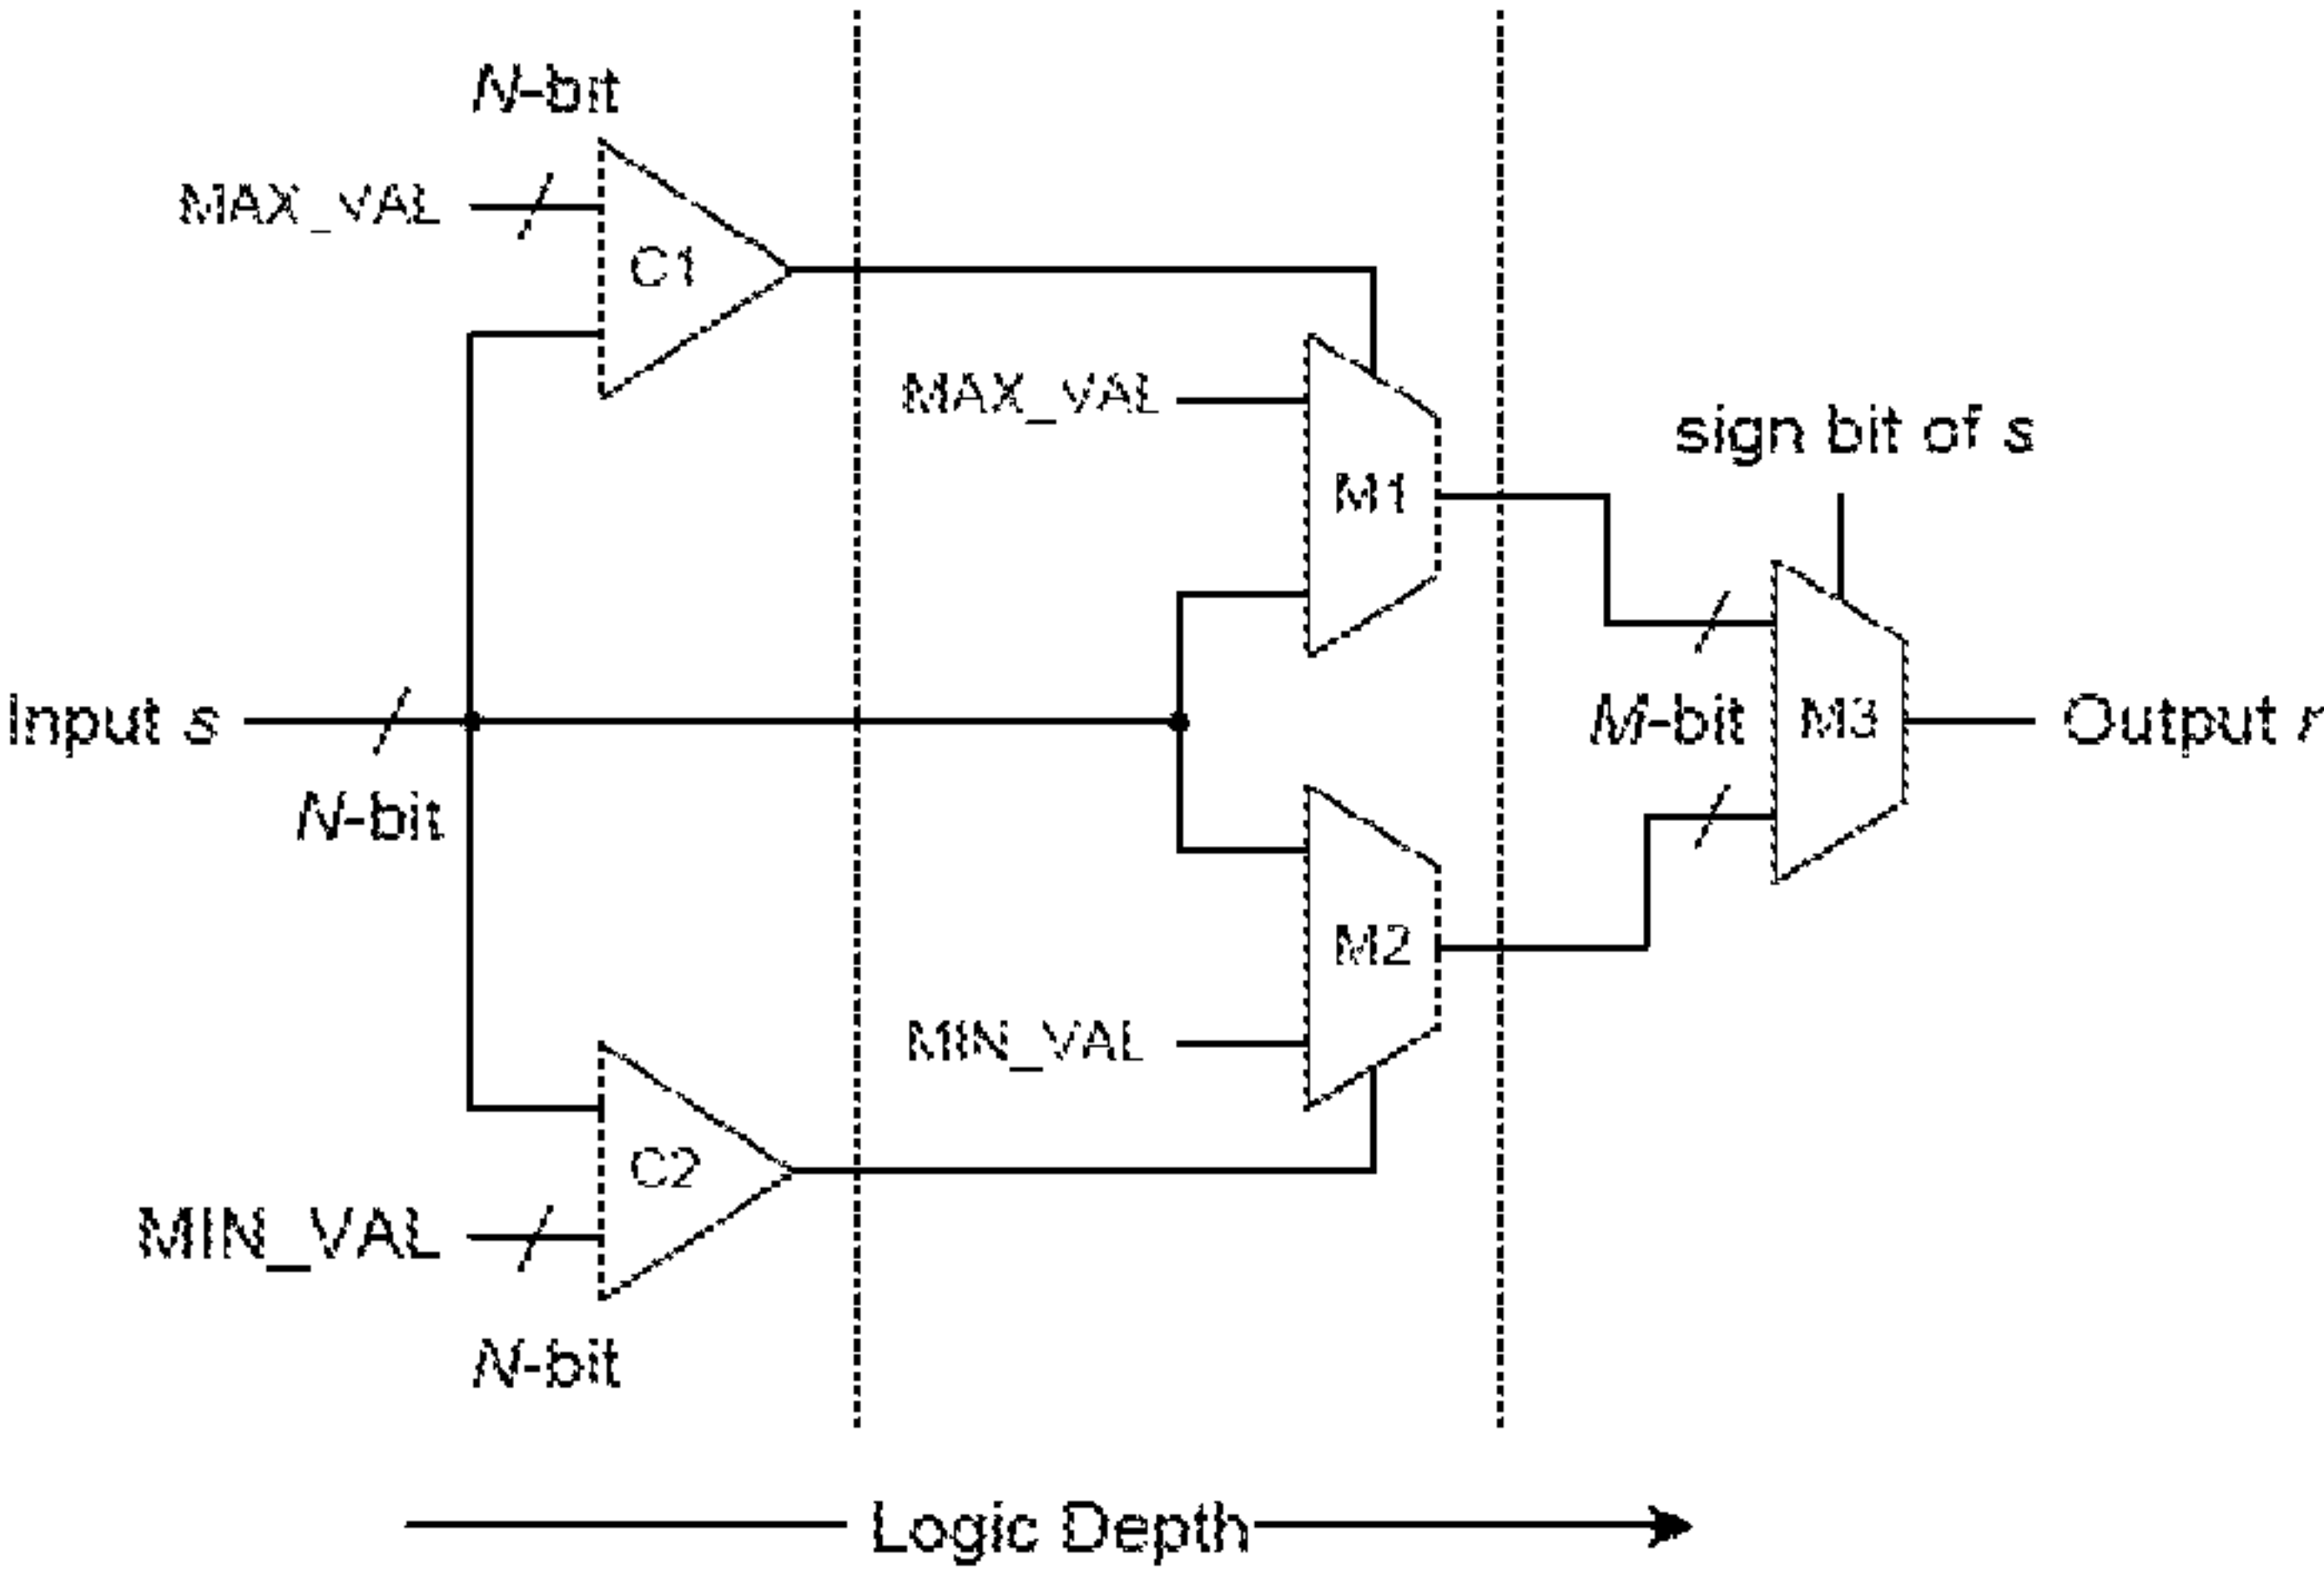 N-bit
MAX_VAL
C1
MAX_VAL
M1
sign bit of s
Input s
N-bit
M-bit
M3
Output r
M2
MIN_VAL
C2
MIN_VAL
N-bit
Logic Depth